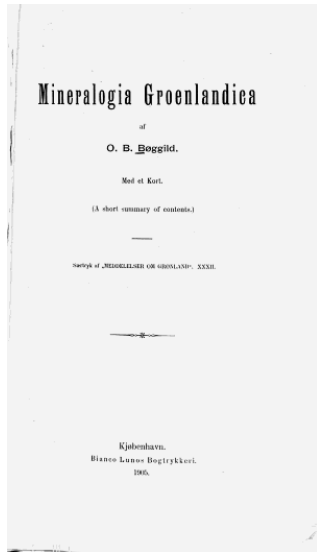 Mineralogia Groenlandica
af
O. B. Bøggild.
Med et Kort.
(A short summary of contents.)
Særtryk af „MEDDELELSER OM GRØNLAND“. XXXII.
Kjøbenhavn.
Bianco Lunos Bogtrykkeri.
1905.